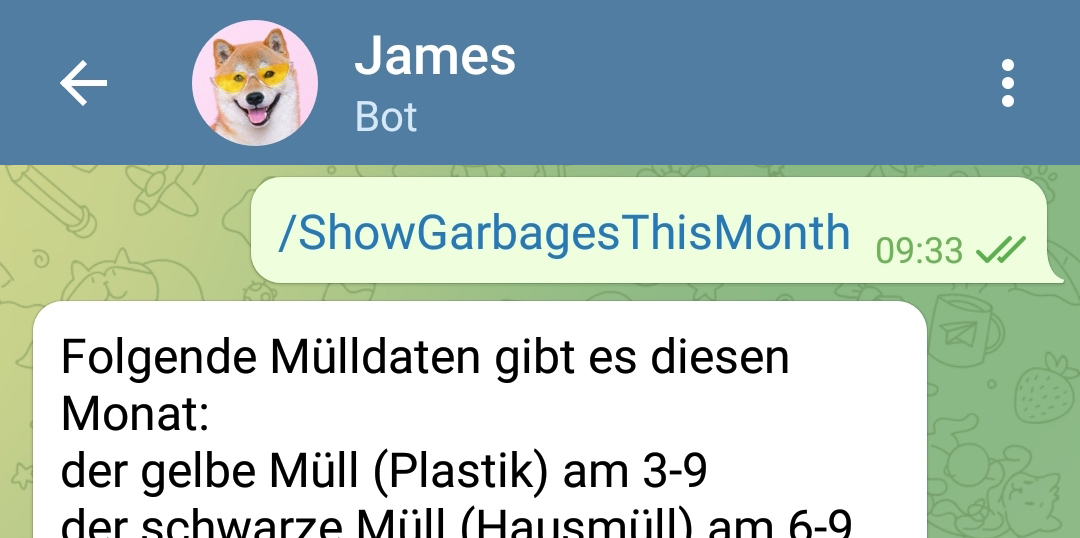 James
Bot
/ShowGarbagesThisMonth 09:33
Folgende Mülldaten gibt es diesen
Monat:
der gelbe Müll (Plastik) am 3-9
der schwarze Müll (Hausmüll) am 6-9